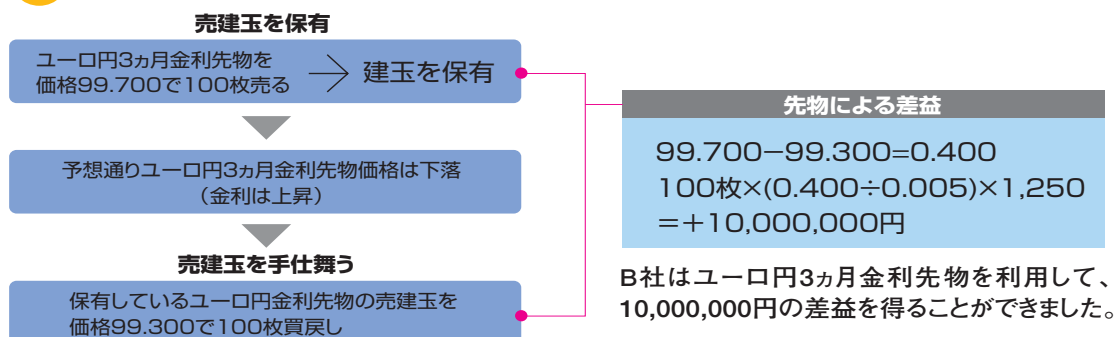 売建玉を保有
ユーロ円3ヵ月金利先物を
価格99.700で100枚売る
建玉を保有
予想通りユーロ円3ヵ月金利先物価格は下落
（金利は上昇）
売建玉を手仕舞う
保有しているユーロ円金利先物の売建玉を
価格99.300で100枚買戻し
先物による差益
99.700−99.300=0.400
100枚×(0.400÷0.005)×1,250
＝＋10,000,000円
B社はユーロ円3ヵ月金利先物を利用して、
10,000,000円の差益を得ることができました。